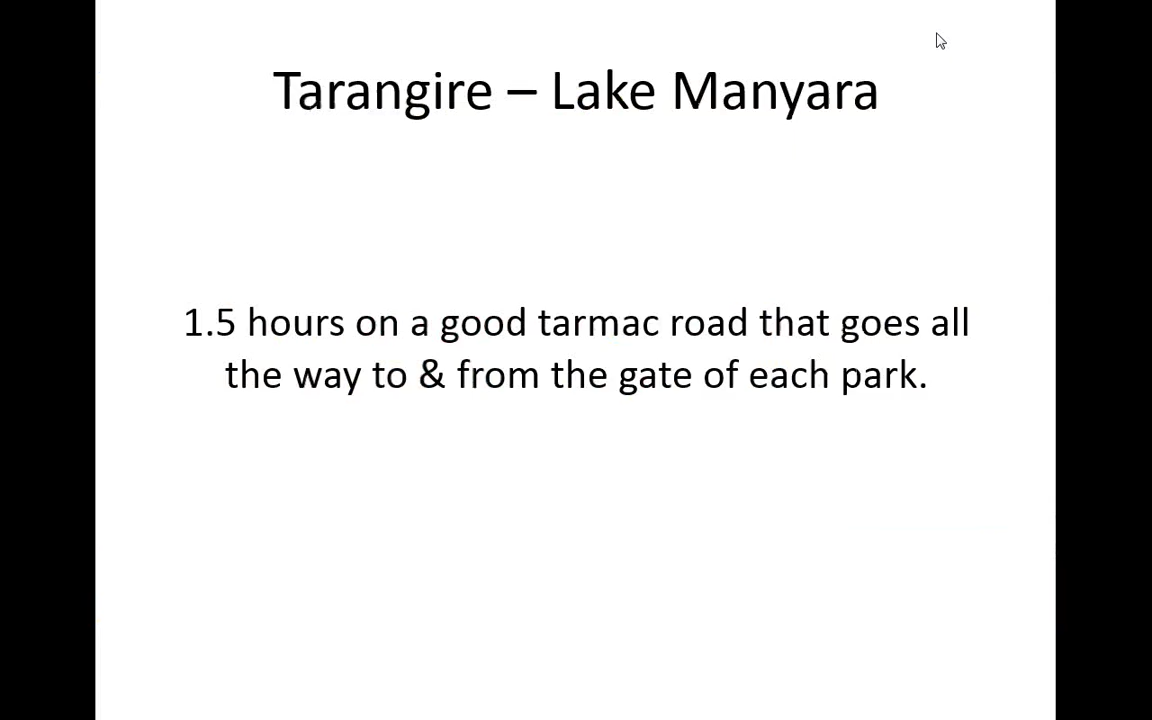 Tarangire – Lake Manyara
1.5 hours on a good tarmac road that goes all
the way to & from the gate of each park.